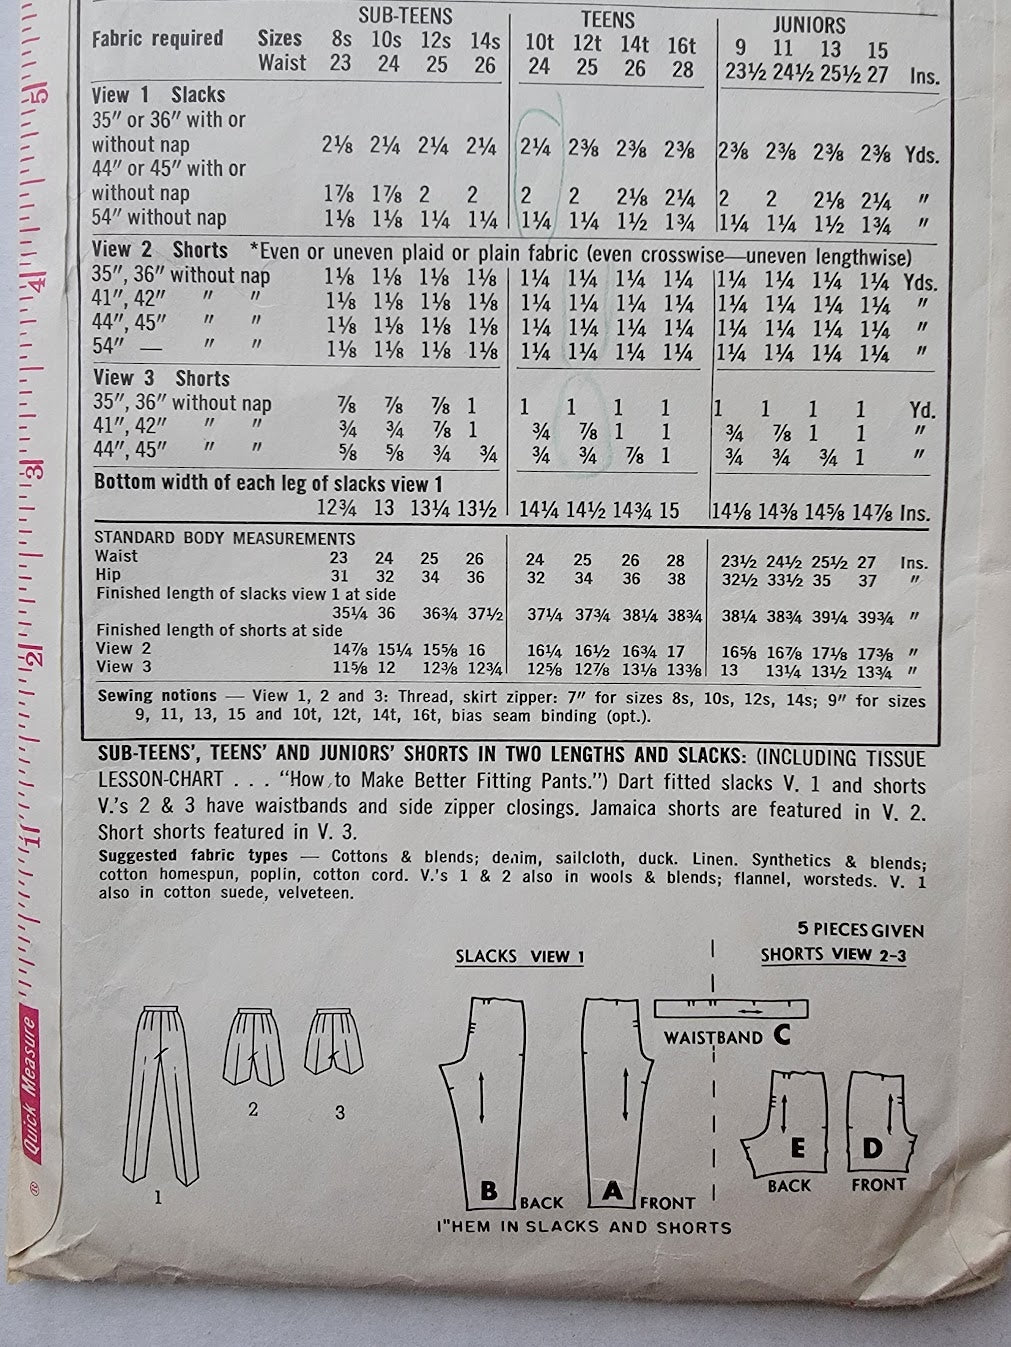 SUB-TEENS TEENS JUNIORS
Fabric required Sizes 8s 10s 12s 14s 10t 12t 14t 16t 9 11 13 15
Waist 23 24 25 26 24 25 26 28 23½ 24½ 25½ 27 Ins.
View 1 Slacks
35″ or 36″ with or
without nap 2⅛ 2¼ 2¼ 2¼ 2¼ 2⅜ 2⅜ 2⅜ 2⅜ 2⅜ 2⅜ 2⅜ Yds.
44″ or 45″ with or
without nap 1⅞ 1⅞ 2 2 2 2 2⅛ 2¼ 2 2 2⅛ 2¼ ″
54″ without nap 1⅛ 1⅛ 1¼ 1¼ 1¼ 1¼ 1½ 1¾ 1¼ 1¼ 1½ 1¾ ″
View 2 Shorts *Even or uneven plaid or plain fabric (even crosswise—uneven lengthwise)
35″, 36″ without nap 1⅛ 1⅛ 1⅛ 1⅛ 1¼ 1¼ 1¼ 1¼ 1¼ 1¼ 1¼ 1¼ Yds.
41″, 42″ ″ ″ 1⅛ 1⅛ 1⅛ 1⅛ 1¼ 1¼ 1¼ 1¼ 1¼ 1¼ 1¼ 1¼ ″
44″, 45″ ″ ″ 1⅛ 1⅛ 1⅛ 1⅛ 1¼ 1¼ 1¼ 1¼ 1¼ 1¼ 1¼ 1¼ ″
54″ — ″ ″ 1⅛ 1⅛ 1⅛ 1⅛ 1¼ 1¼ 1¼ 1¼ 1¼ 1¼ 1¼ 1¼ ″
View 3 Shorts
35″, 36″ without nap ⅞ ⅞ ⅞ 1 1 1 1 1 1 1 1 1 Yd.
41″, 42″ ″ ″ ¾ ¾ ⅞ 1 ¾ ⅞ 1 1 ¾ ⅞ 1 1 ″
44″, 45″ ″ ″ ⅝ ⅝ ¾ ¾ ¾ ¾ ⅞ 1 ¾ ¾ ¾ 1 ″
Bottom width of each leg of slacks view 1
12¾ 13 13¼ 13½ 14¼ 14½ 14¾ 15 14⅛ 14⅜ 14⅝ 14⅞ Ins.
STANDARD BODY MEASUREMENTS
Waist 23 24 25 26 24 25 26 28 23½ 24½ 25½ 27 Ins.
Hip 31 32 34 36 32 34 36 38 32½ 33½ 35 37 ″
Finished length of slacks view 1 at side
35¼ 36 36¾ 37½ 37¼ 37¾ 38¼ 38¾ 38¼ 38¾ 39¼ 39¾ ″
Finished length of shorts at side
View 2 14⅞ 15¼ 15⅝ 16 16¼ 16½ 16¾ 17 16⅝ 16⅞ 17⅛ 17⅜ ″
View 3 11⅝ 12 12⅜ 12¾ 12⅝ 12⅞ 13⅛ 13⅜ 13 13¼ 13½ 13¾ ″
Sewing notions — View 1, 2 and 3: Thread, skirt zipper: 7″ for sizes 8s, 10s, 12s, 14s; 9″ for sizes
9, 11, 13, 15 and 10t, 12t, 14t, 16t, bias seam binding (opt.).
SUB-TEENS', TEENS' AND JUNIORS' SHORTS IN TWO LENGTHS AND SLACKS: (INCLUDING TISSUE
LESSON-CHART . . . "How to Make Better Fitting Pants.") Dart fitted slacks V. 1 and shorts
V.'s 2 & 3 have waistbands and side zipper closings. Jamaica shorts are featured in V. 2.
Short shorts featured in V. 3.
Suggested fabric types — Cottons & blends; denim, sailcloth, duck. Linen. Synthetics & blends;
cotton homespun, poplin, cotton cord. V.'s 1 & 2 also in wools & blends; flannel, worsteds. V. 1
also in cotton suede, velveteen.
5 PIECES GIVEN
SLACKS VIEW 1 SHORTS VIEW 2-3
WAISTBAND C
1 2 3
B BACK A FRONT
E BACK D FRONT
1"HEM IN SLACKS AND SHORTS
5
4
3
2
1
Quick Measure